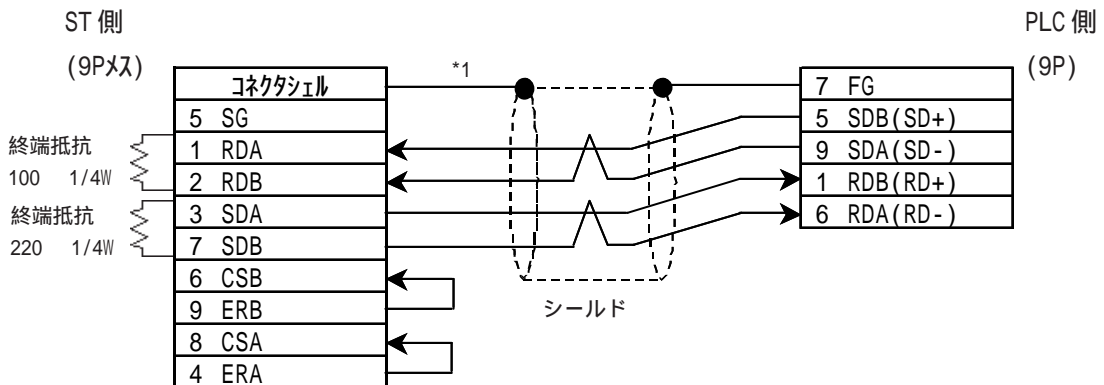 ST 側
(9Pメス)
PLC 側
(9P)
*1
コネクタシェル
5 SG
1 RDA
2 RDB
3 SDA
7 SDB
6 CSB
9 ERB
8 CSA
4 ERA
終端抵抗
100 1/4W
終端抵抗
220 1/4W
シールド
7 FG
5 SDB(SD+)
9 SDA(SD-)
1 RDB(RD+)
6 RDA(RD-)